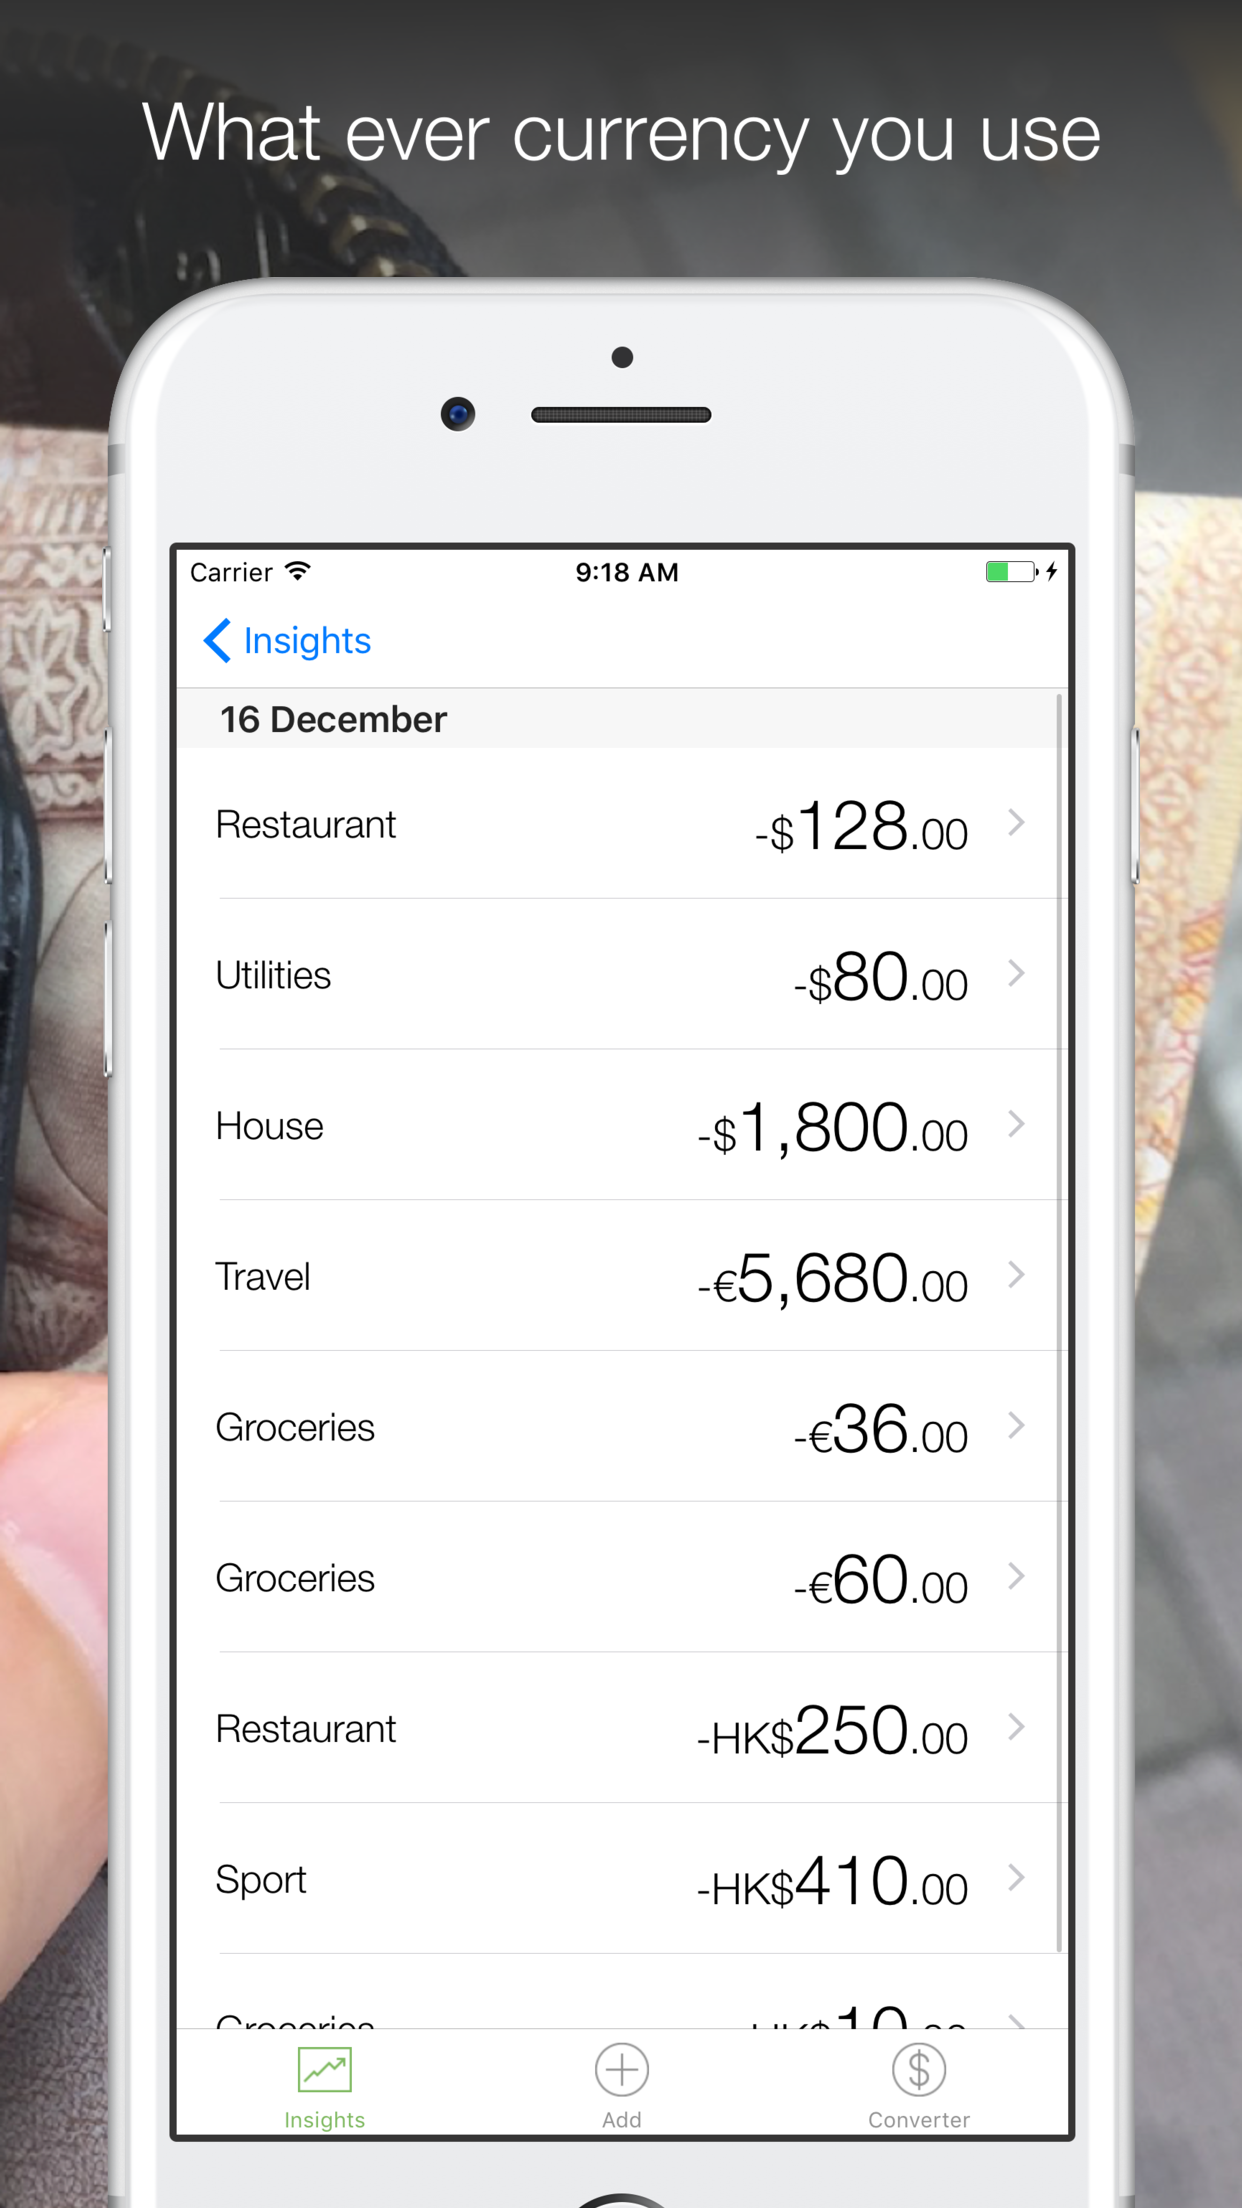 What ever currency you use
Carrier 9:18 AM
Insights
16 December
Restaurant -$128.00
Utilities -$80.00
House -$1,800.00
Travel -€5,680.00
Groceries -€36.00
Groceries -€60.00
Restaurant -HK$250.00
Sport -HK$410.00
Groceries
Insights Add Converter